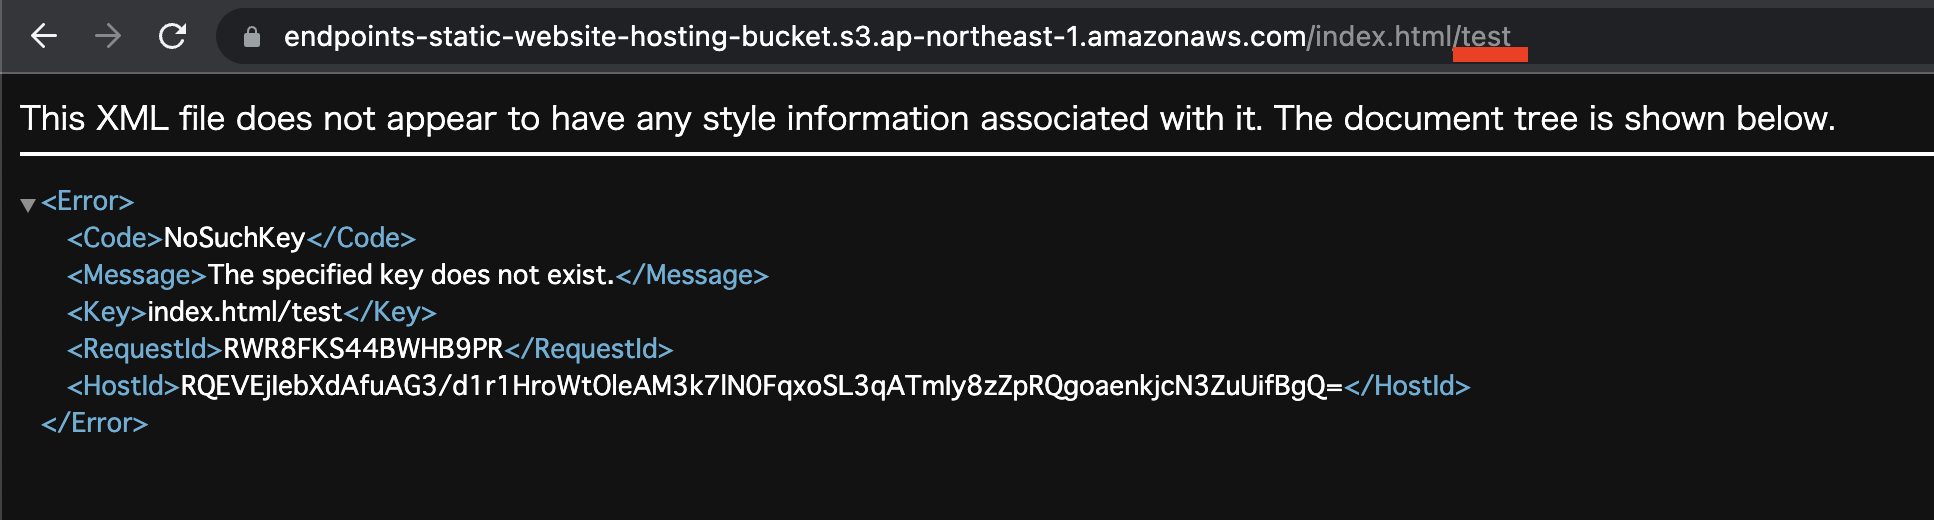 endpoints-static-website-hosting-bucket.s3.ap-northeast-1.amazonaws.com/index.html/test
This XML file does not appear to have any style information associated with it. The document tree is shown below.
▼<Error>
<Code>NoSuchKey</Code>
<Message>The specified key does not exist.</Message>
<Key>index.html/test</Key>
<RequestId>RWR8FKS44BWHB9PR</RequestId>
<HostId>RQEVEjIebXdAfuAG3/d1r1HroWtOleAM3k7lN0FqxoSL3qATmIy8zZpRQgoaenkjcN3ZuUifBgQ=</HostId>
</Error>